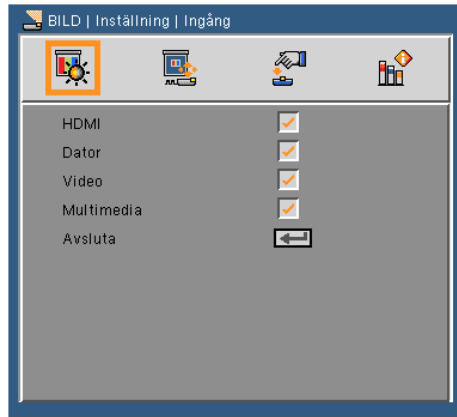 BILD | Inställning | Ingång
HDMI
Dator
Video
Multimedia
Avsluta